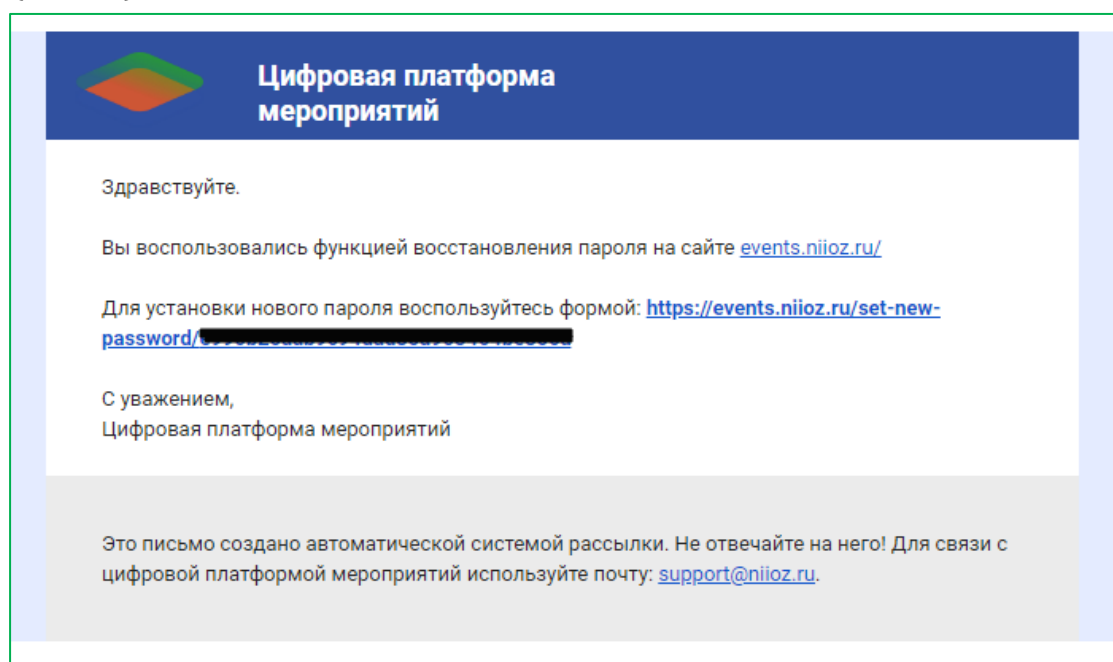 Цифровая платформа
мероприятий
Здравствуйте.
Вы воспользовались функцией восстановления пароля на сайте events.niioz.ru/
Для установки нового пароля воспользуйтесь формой: https://events.niioz.ru/set-new-
password/
С уважением,
Цифровая платформа мероприятий
Это письмо создано автоматической системой рассылки. Не отвечайте на него! Для связи с
цифровой платформой мероприятий используйте почту: support@niioz.ru.